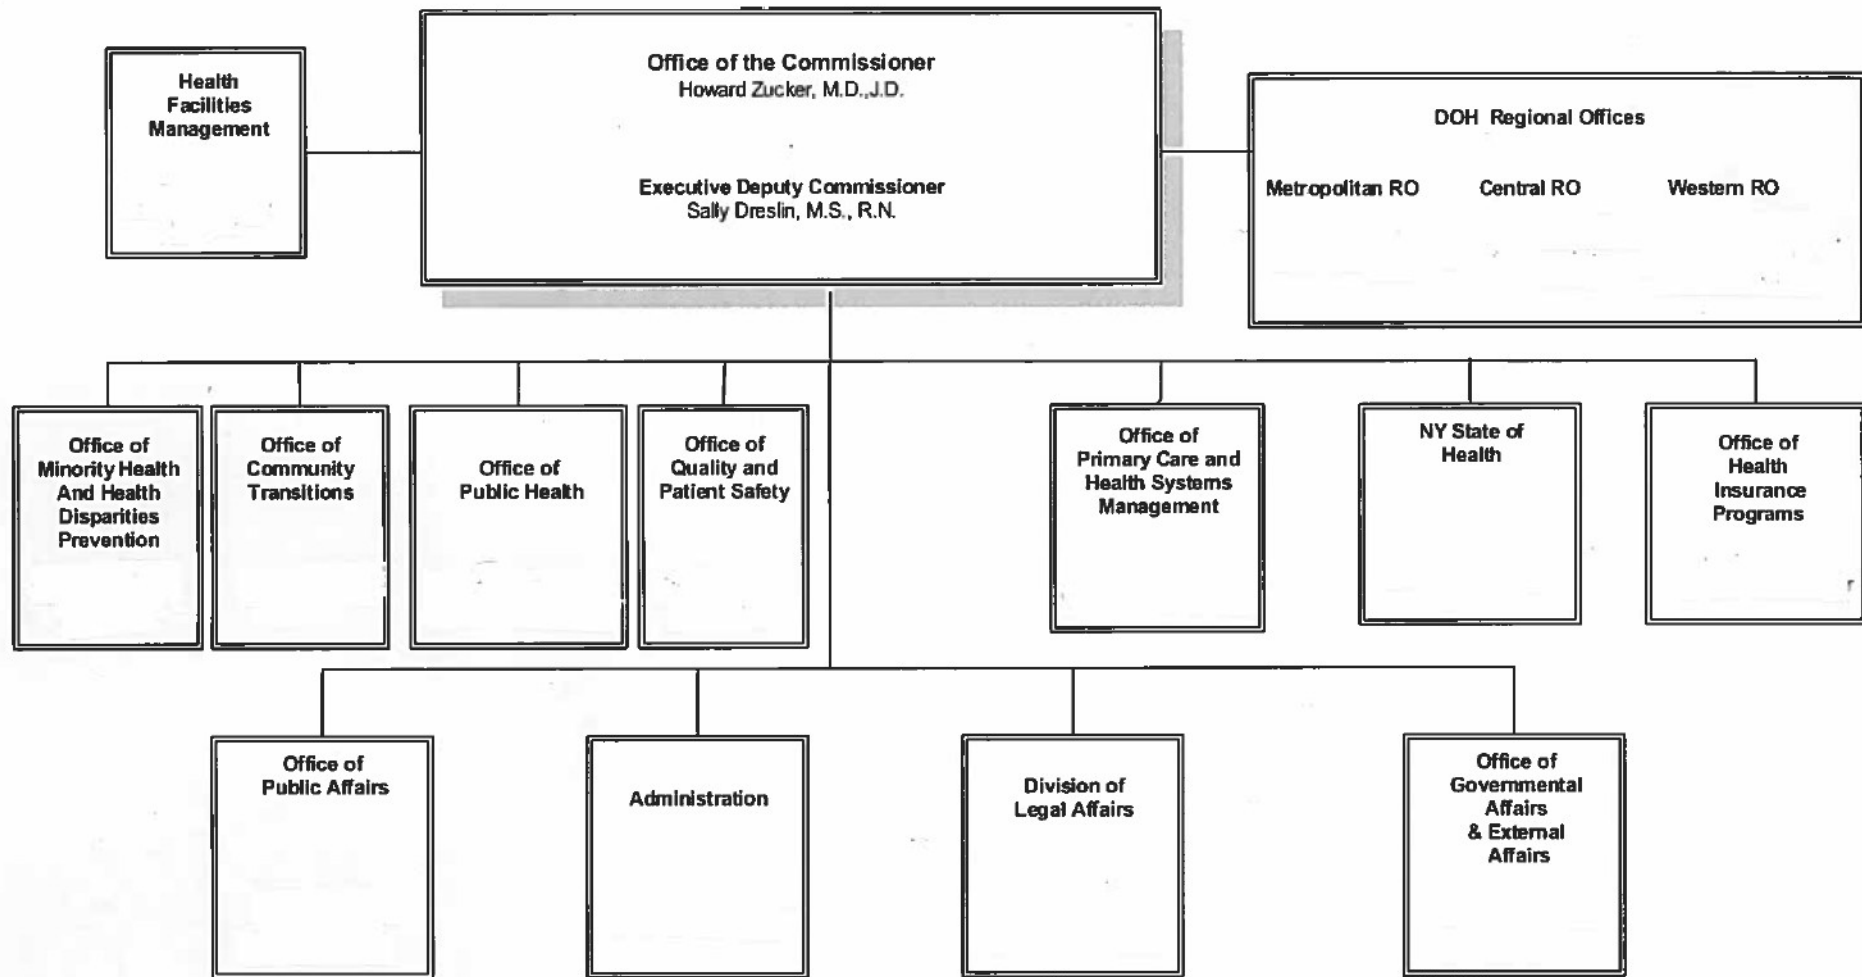 Health
Facilities
Management
Office of the Commissioner
Howard Zucker, M.D.,J.D.
Executive Deputy Commissioner
Sally Dreslin, M.S., R.N.
DOH Regional Offices
Metropolitan RO Central RO Western RO
Office of
Minority Health
And Health
Disparities
Prevention
Office of
Community
Transitions
Office of
Public Health
Office of
Quality and
Patient Safety
Office of
Primary Care and
Health Systems
Management
NY State of
Health
Office of
Health
Insurance
Programs
Office of
Public Affairs
Administration
Division of
Legal Affairs
Office of
Governmental
Affairs
& External
Affairs